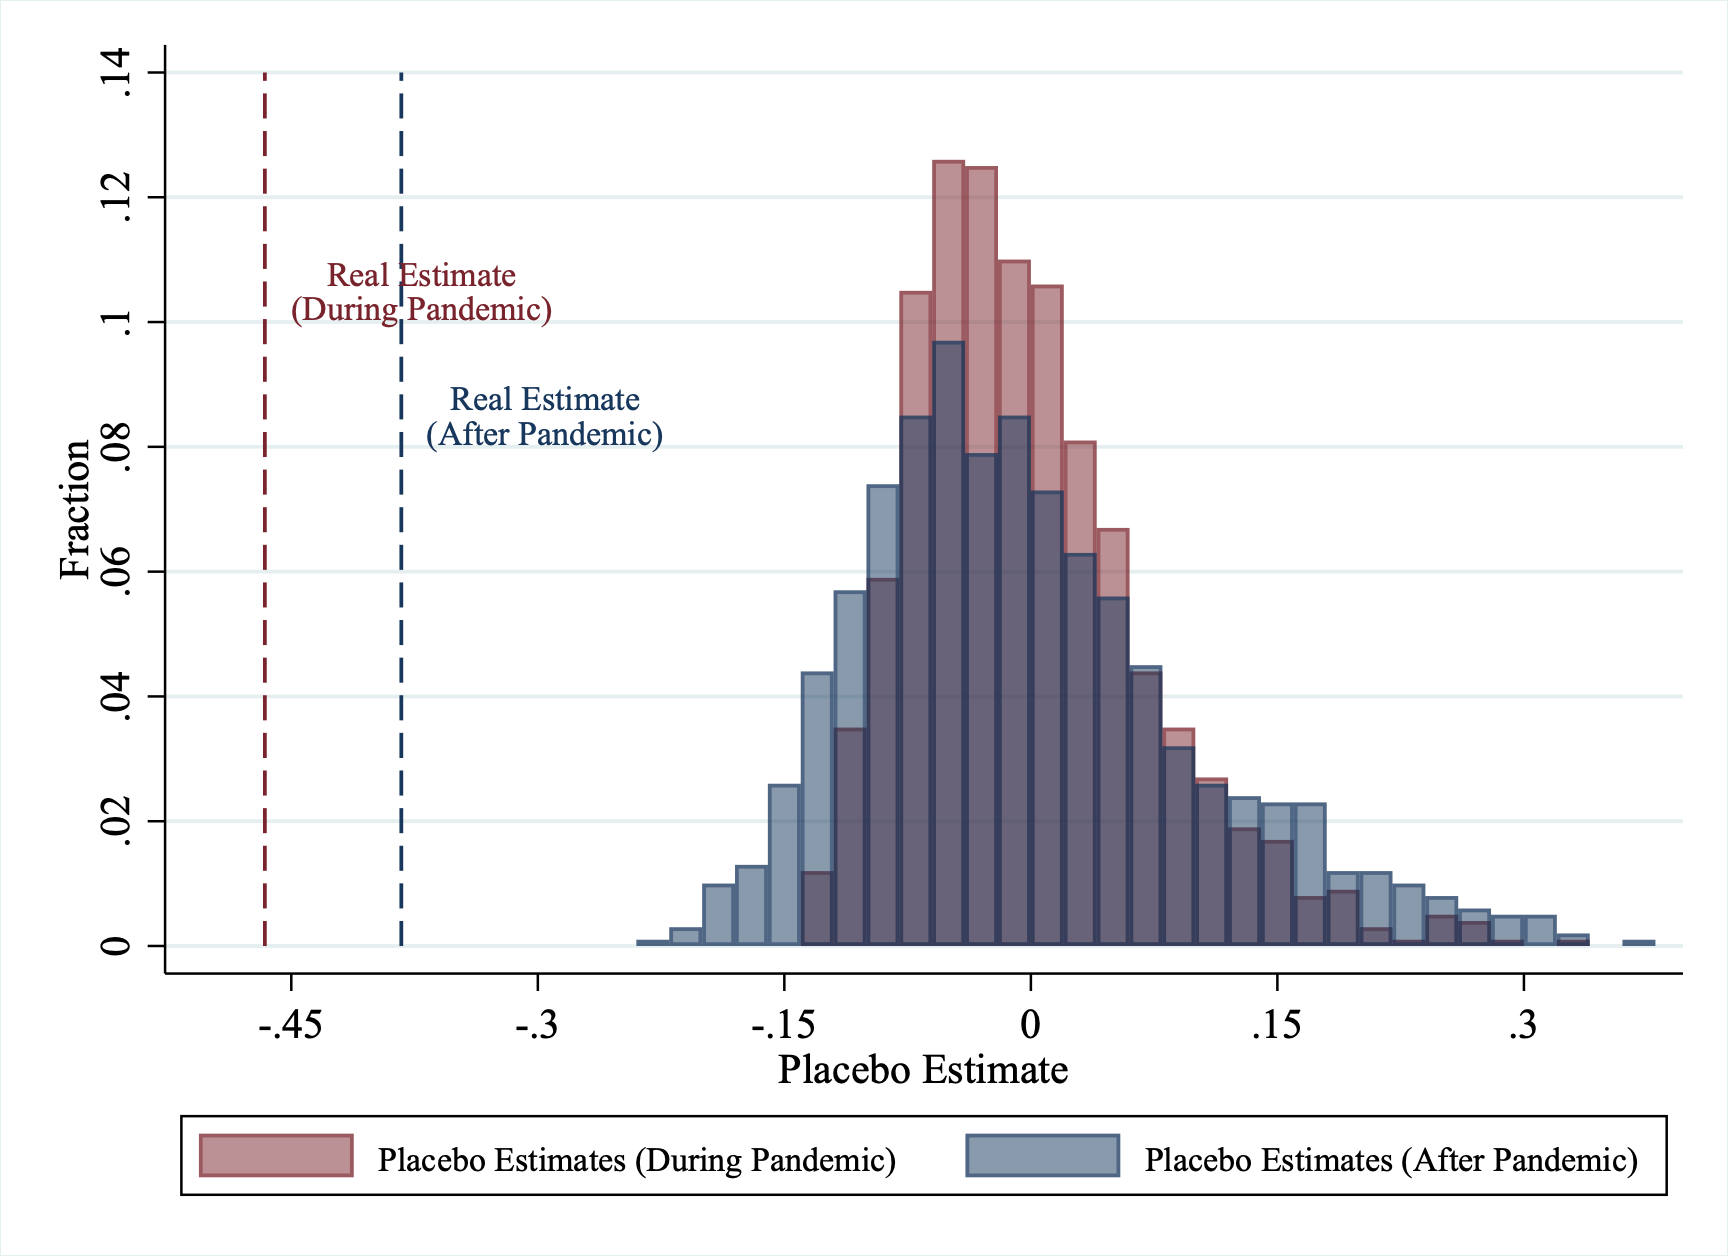 .14
.12
.1
.08
.06
.04
.02
0
Fraction
Real Estimate
(During Pandemic)
Real Estimate
(After Pandemic)
-.45 -.3 -.15 0 .15 .3
Placebo Estimate
Placebo Estimates (During Pandemic) Placebo Estimates (After Pandemic)